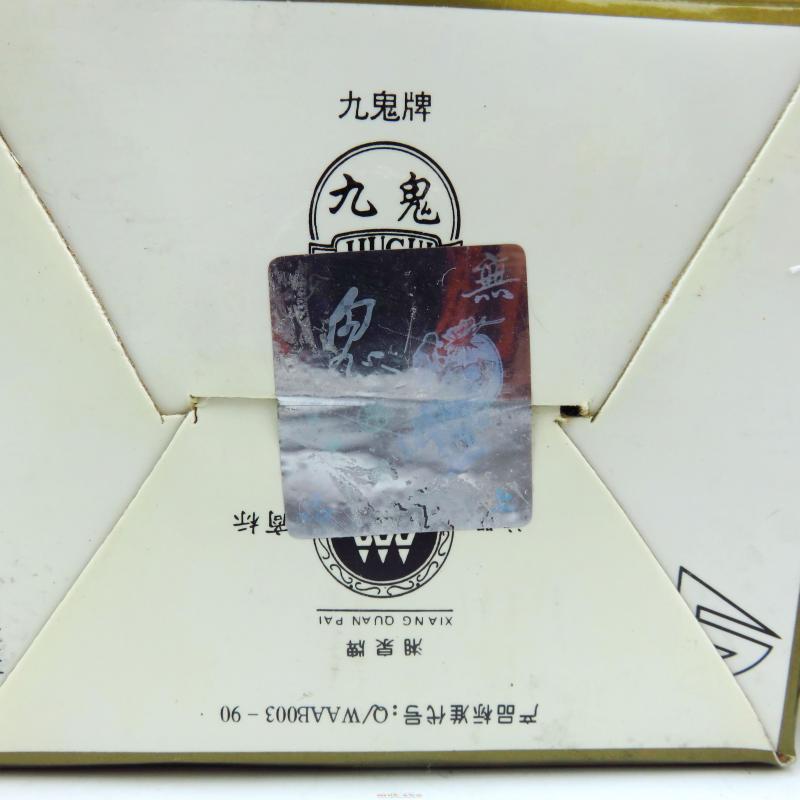 九鬼牌
九鬼
無
鬼
商标
XIANG QUAN PAI
湘泉牌
产品标准代号:Q/WAAB003-90